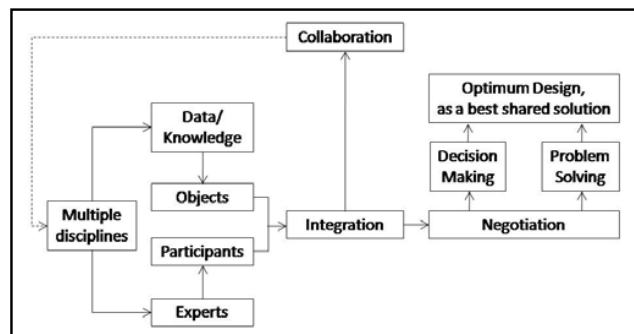 Collaboration
Optimum Design,
as a best shared solution
Data/
Knowledge
Decision
Making
Problem
Solving
Objects
Multiple
disciplines
Integration
Negotiation
Participants
Experts